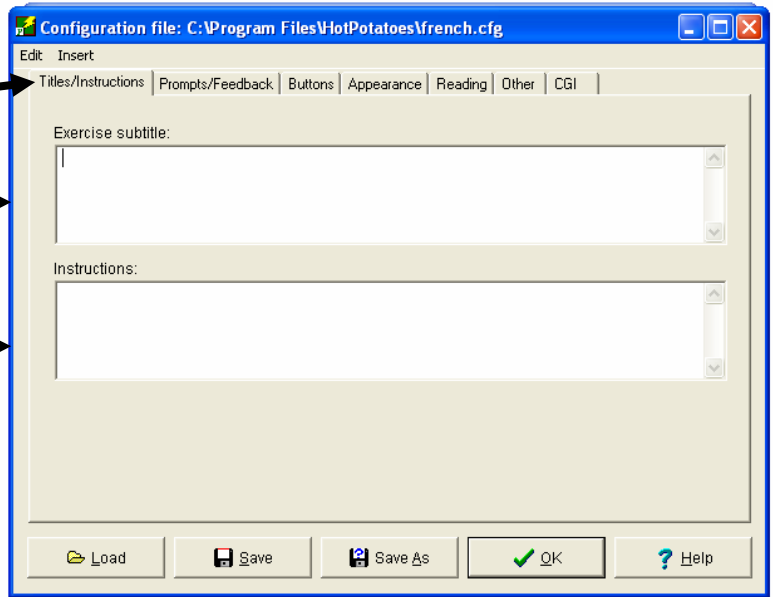 Configuration file: C:\Program Files\HotPotatoes\french.cfg
Edit Insert
Titles/Instructions Prompts/Feedback Buttons Appearance Reading Other CGI
Exercise subtitle:
Instructions:
Load Save Save As OK Help